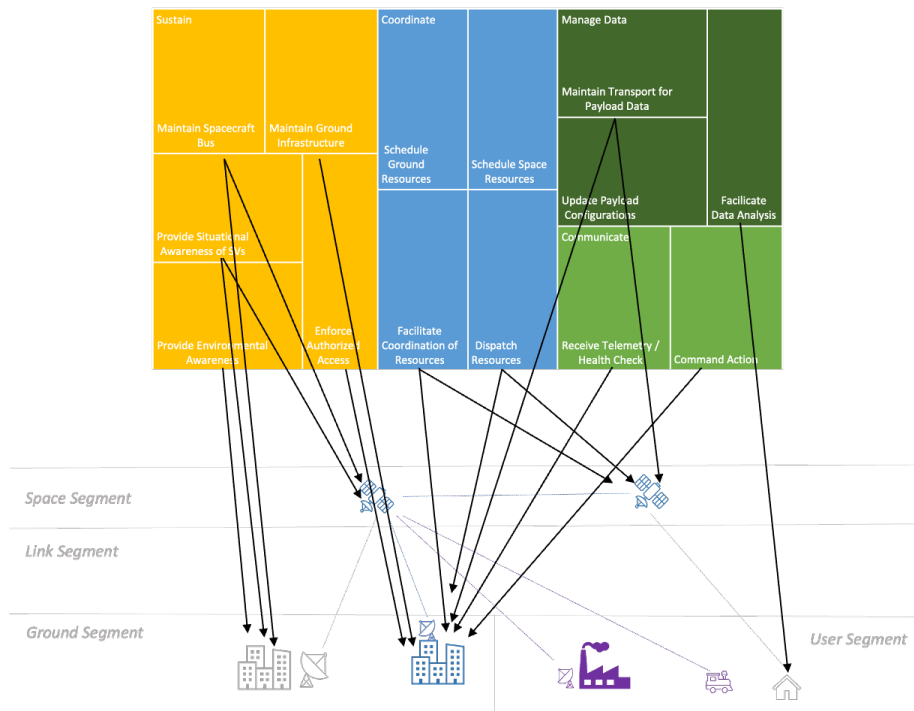 Sustain
Maintain Spacecraft
Bus
Maintain Ground
Infrastructure
Provide Situational
Awareness of SVs
Provide Environmental
Awareness
Enforce
Authorized
Access
Coordinate
Schedule
Ground
Resources
Schedule Space
Resources
Facilitate
Coordination of
Resources
Dispatch
Resources
Manage Data
Maintain Transport for
Payload Data
Update Payload
Configurations
Facilicate
Data Analysis
Communicate
Receive Telemetry /
Health Check
Command Action
Space Segment
Link Segment
Ground Segment
User Segment